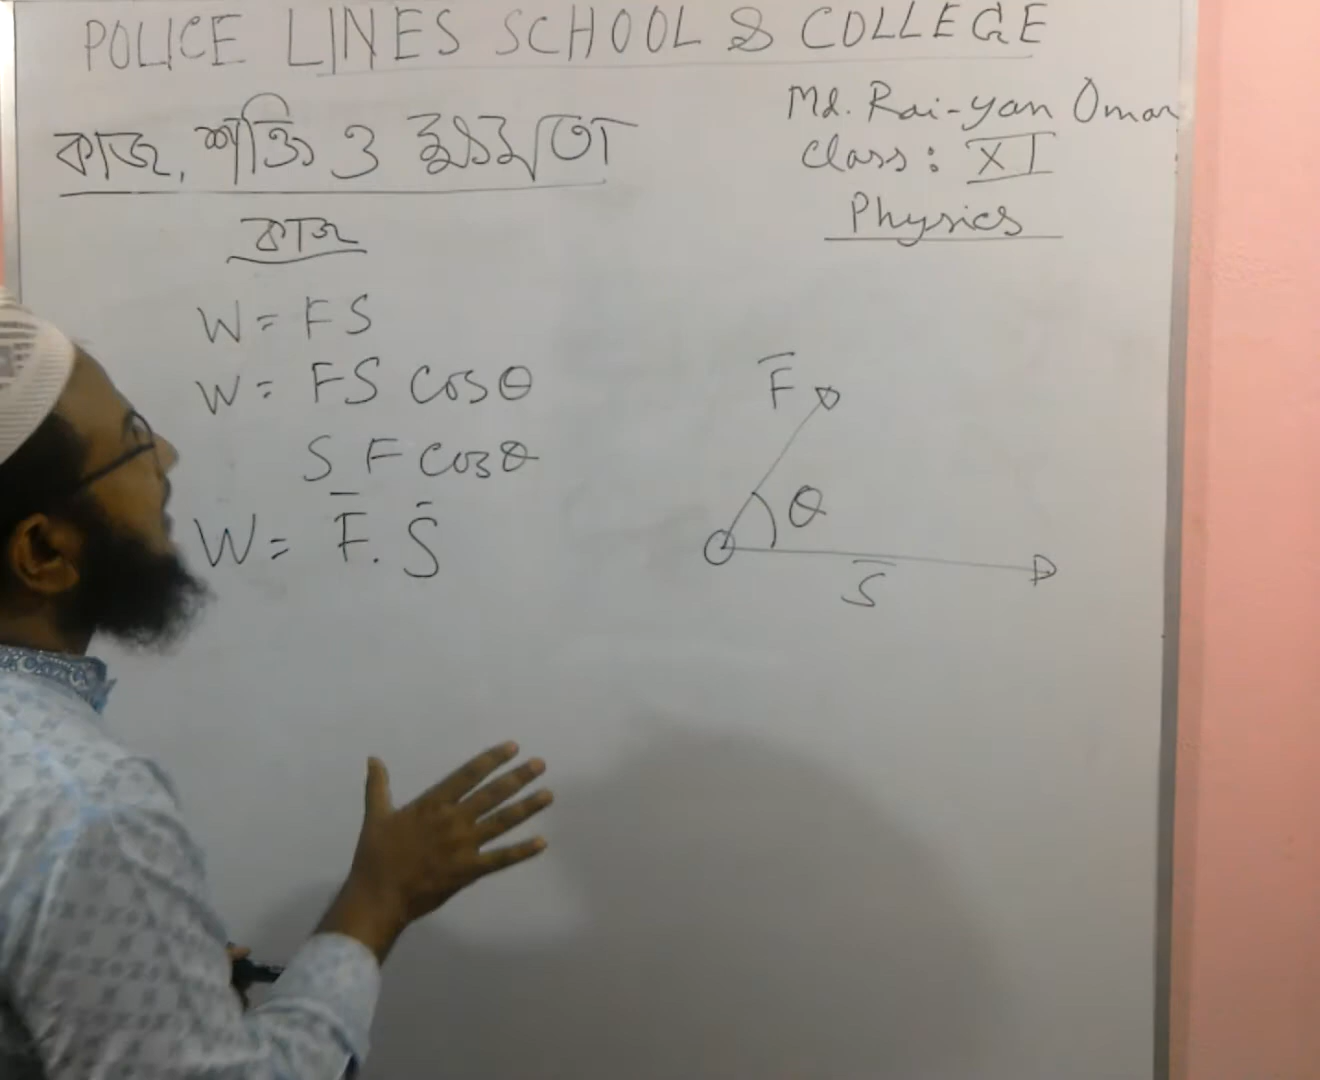 POLICE LINES SCHOOL & COLLEGE
Md. Rai-yan Omar
Class: XI
Physics
কাজ, শক্তি ও ক্ষমতা
কাজ
W = FS
W = FS cosθ
S F cosθ
W = F̄. S̄
F̄
θ
S̄